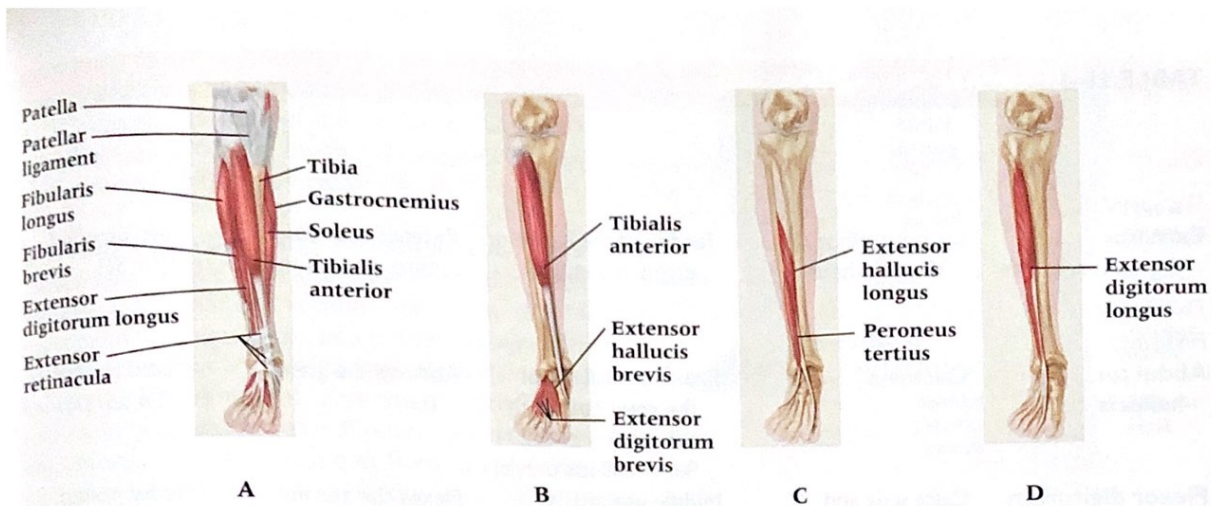 Patella
Patellar
ligament
Fibularis
longus
Fibularis
brevis
Extensor
digitorum longus
Extensor
retinacula
Tibia
Gastrocnemius
Soleus
Tibialis
anterior
A
Tibialis
anterior
Extensor
hallucis
brevis
Extensor
digitorum
brevis
B
Extensor
hallucis
longus
Peroneus
tertius
C
Extensor
digitorum
longus
D